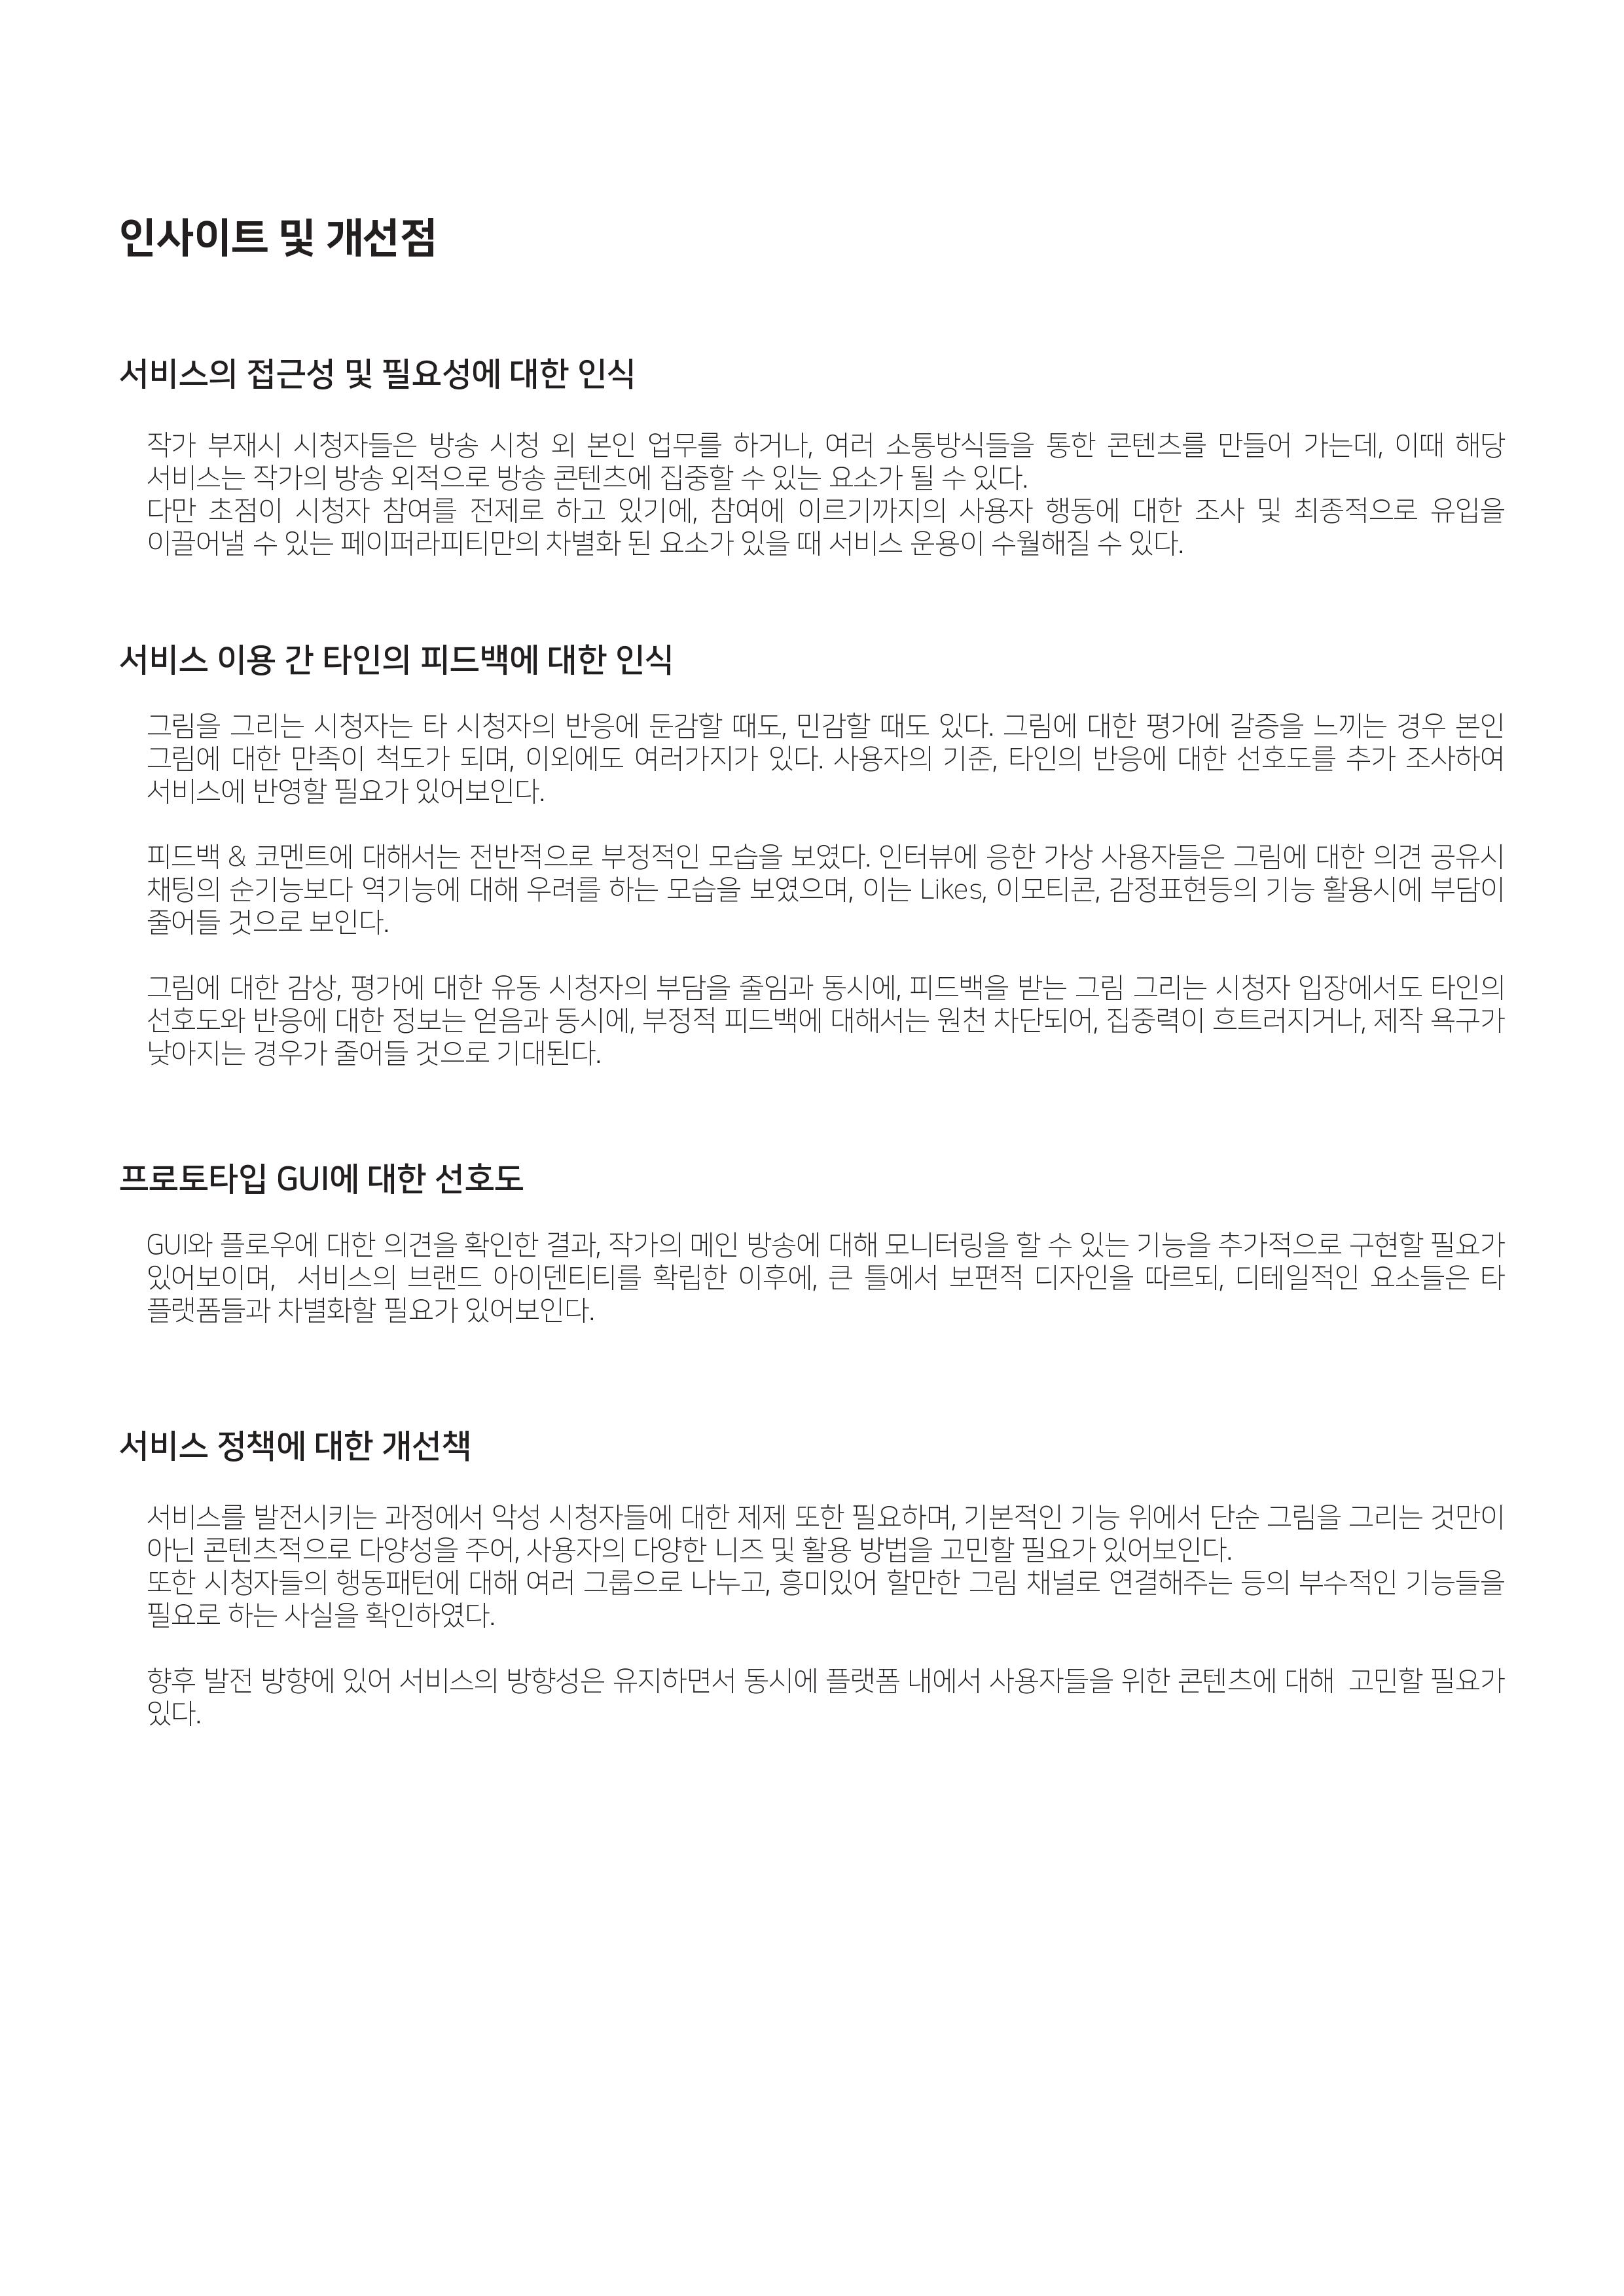 인사이트 및 개선점
서비스의 접근성 및 필요성에 대한 인식
작가 부재시 시청자들은 방송 시청 외 본인 업무를 하거나, 여러 소통방식들을 통한 콘텐츠를 만들어 가는데, 이때 해당
서비스는 작가의 방송 외적으로 방송 콘텐츠에 집중할 수 있는 요소가 될 수 있다.
다만 초점이 시청자 참여를 전제로 하고 있기에, 참여에 이르기까지의 사용자 행동에 대한 조사 및 최종적으로 유입을
이끌어낼 수 있는 페이퍼라피티만의 차별화 된 요소가 있을 때 서비스 운용이 수월해질 수 있다.
서비스 이용 간 타인의 피드백에 대한 인식
그림을 그리는 시청자는 타 시청자의 반응에 둔감할 때도, 민감할 때도 있다. 그림에 대한 평가에 갈증을 느끼는 경우 본인
그림에 대한 만족이 척도가 되며, 이외에도 여러가지가 있다. 사용자의 기준, 타인의 반응에 대한 선호도를 추가 조사하여
서비스에 반영할 필요가 있어보인다.
피드백 & 코멘트에 대해서는 전반적으로 부정적인 모습을 보였다. 인터뷰에 응한 가상 사용자들은 그림에 대한 의견 공유시
채팅의 순기능보다 역기능에 대해 우려를 하는 모습을 보였으며, 이는 Likes, 이모티콘, 감정표현등의 기능 활용시에 부담이
줄어들 것으로 보인다.
그림에 대한 감상, 평가에 대한 유동 시청자의 부담을 줄임과 동시에, 피드백을 받는 그림 그리는 시청자 입장에서도 타인의
선호도와 반응에 대한 정보는 얻음과 동시에, 부정적 피드백에 대해서는 원천 차단되어, 집중력이 흐트러지거나, 제작 욕구가
낮아지는 경우가 줄어들 것으로 기대된다.
프로토타입 GUI에 대한 선호도
GUI와 플로우에 대한 의견을 확인한 결과, 작가의 메인 방송에 대해 모니터링을 할 수 있는 기능을 추가적으로 구현할 필요가
있어보이며, 서비스의 브랜드 아이덴티티를 확립한 이후에, 큰 틀에서 보편적 디자인을 따르되, 디테일적인 요소들은 타
플랫폼들과 차별화할 필요가 있어보인다.
서비스 정책에 대한 개선책
서비스를 발전시키는 과정에서 악성 시청자들에 대한 제제 또한 필요하며, 기본적인 기능 위에서 단순 그림을 그리는 것만이
아닌 콘텐츠적으로 다양성을 주어, 사용자의 다양한 니즈 및 활용 방법을 고민할 필요가 있어보인다.
또한 시청자들의 행동패턴에 대해 여러 그룹으로 나누고, 흥미있어 할만한 그림 채널로 연결해주는 등의 부수적인 기능들을
필요로 하는 사실을 확인하였다.
향후 발전 방향에 있어 서비스의 방향성은 유지하면서 동시에 플랫폼 내에서 사용자들을 위한 콘텐츠에 대해 고민할 필요가
있다.